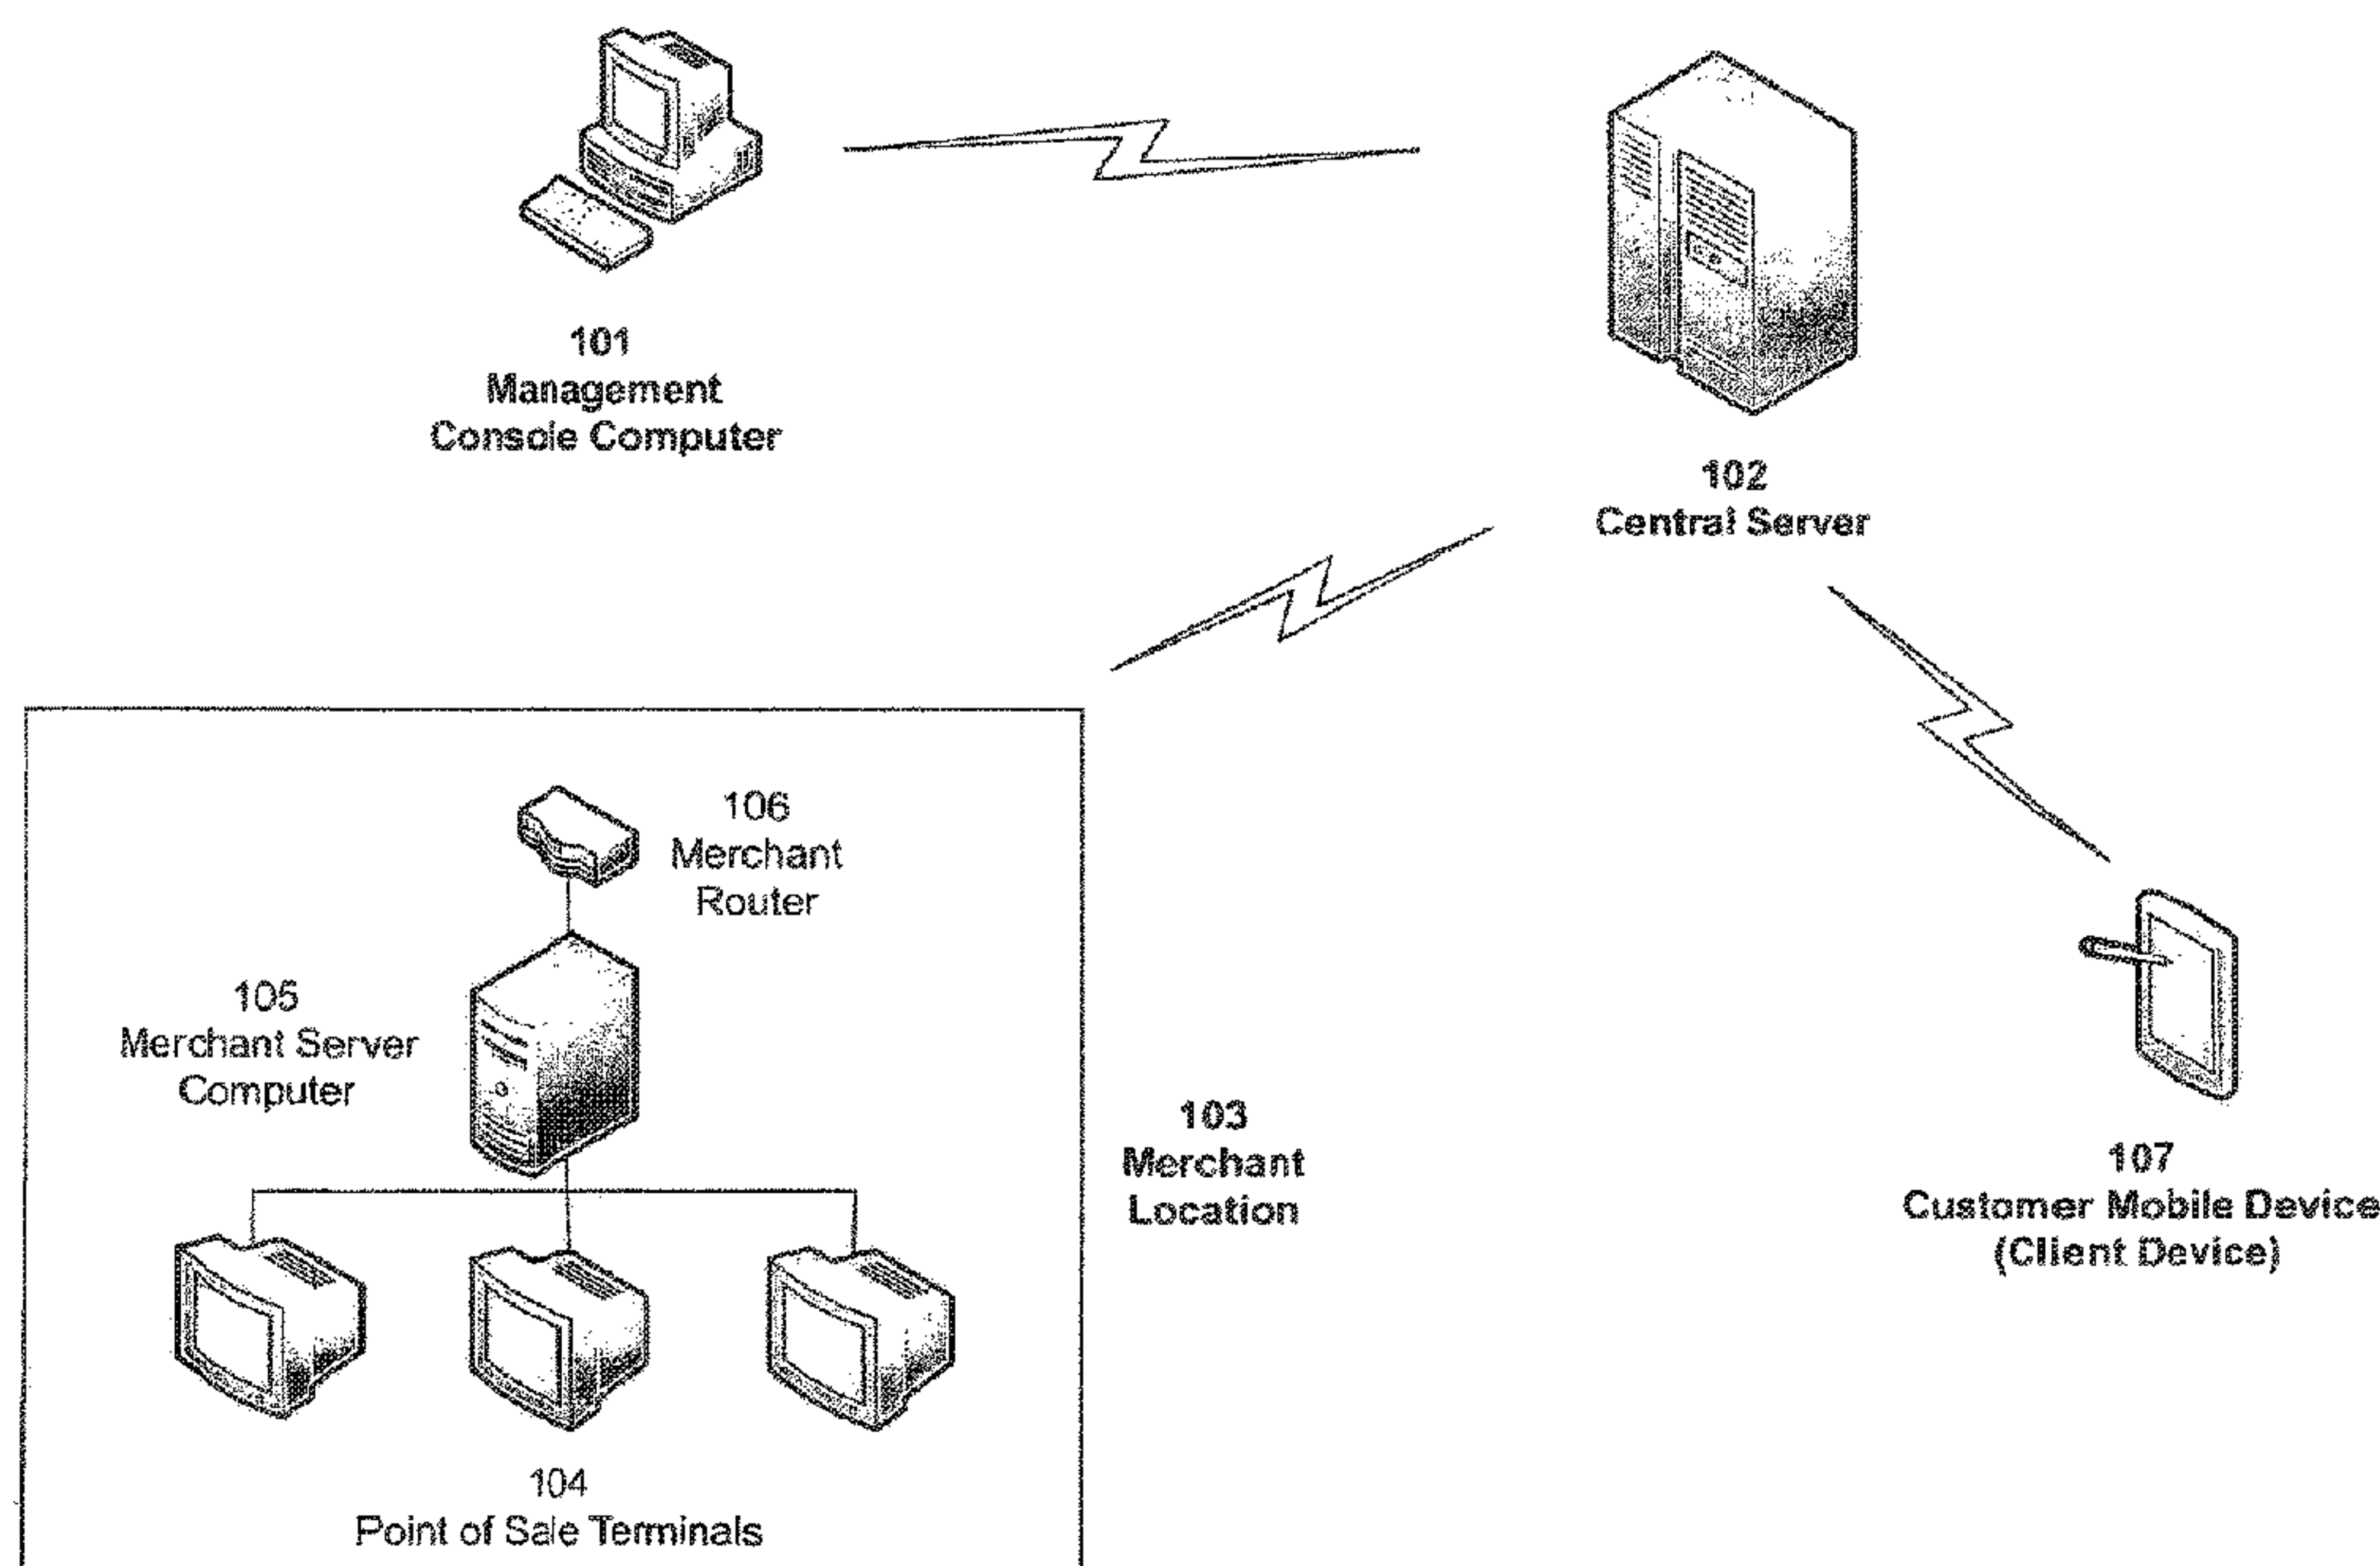 101
Management
Console Computer
102
Central Server
106
Merchant
Router
105
Merchant Server
Computer
103
Merchant
Location
107
Customer Mobile Device
(Client Device)
104
Point of Sale Terminals